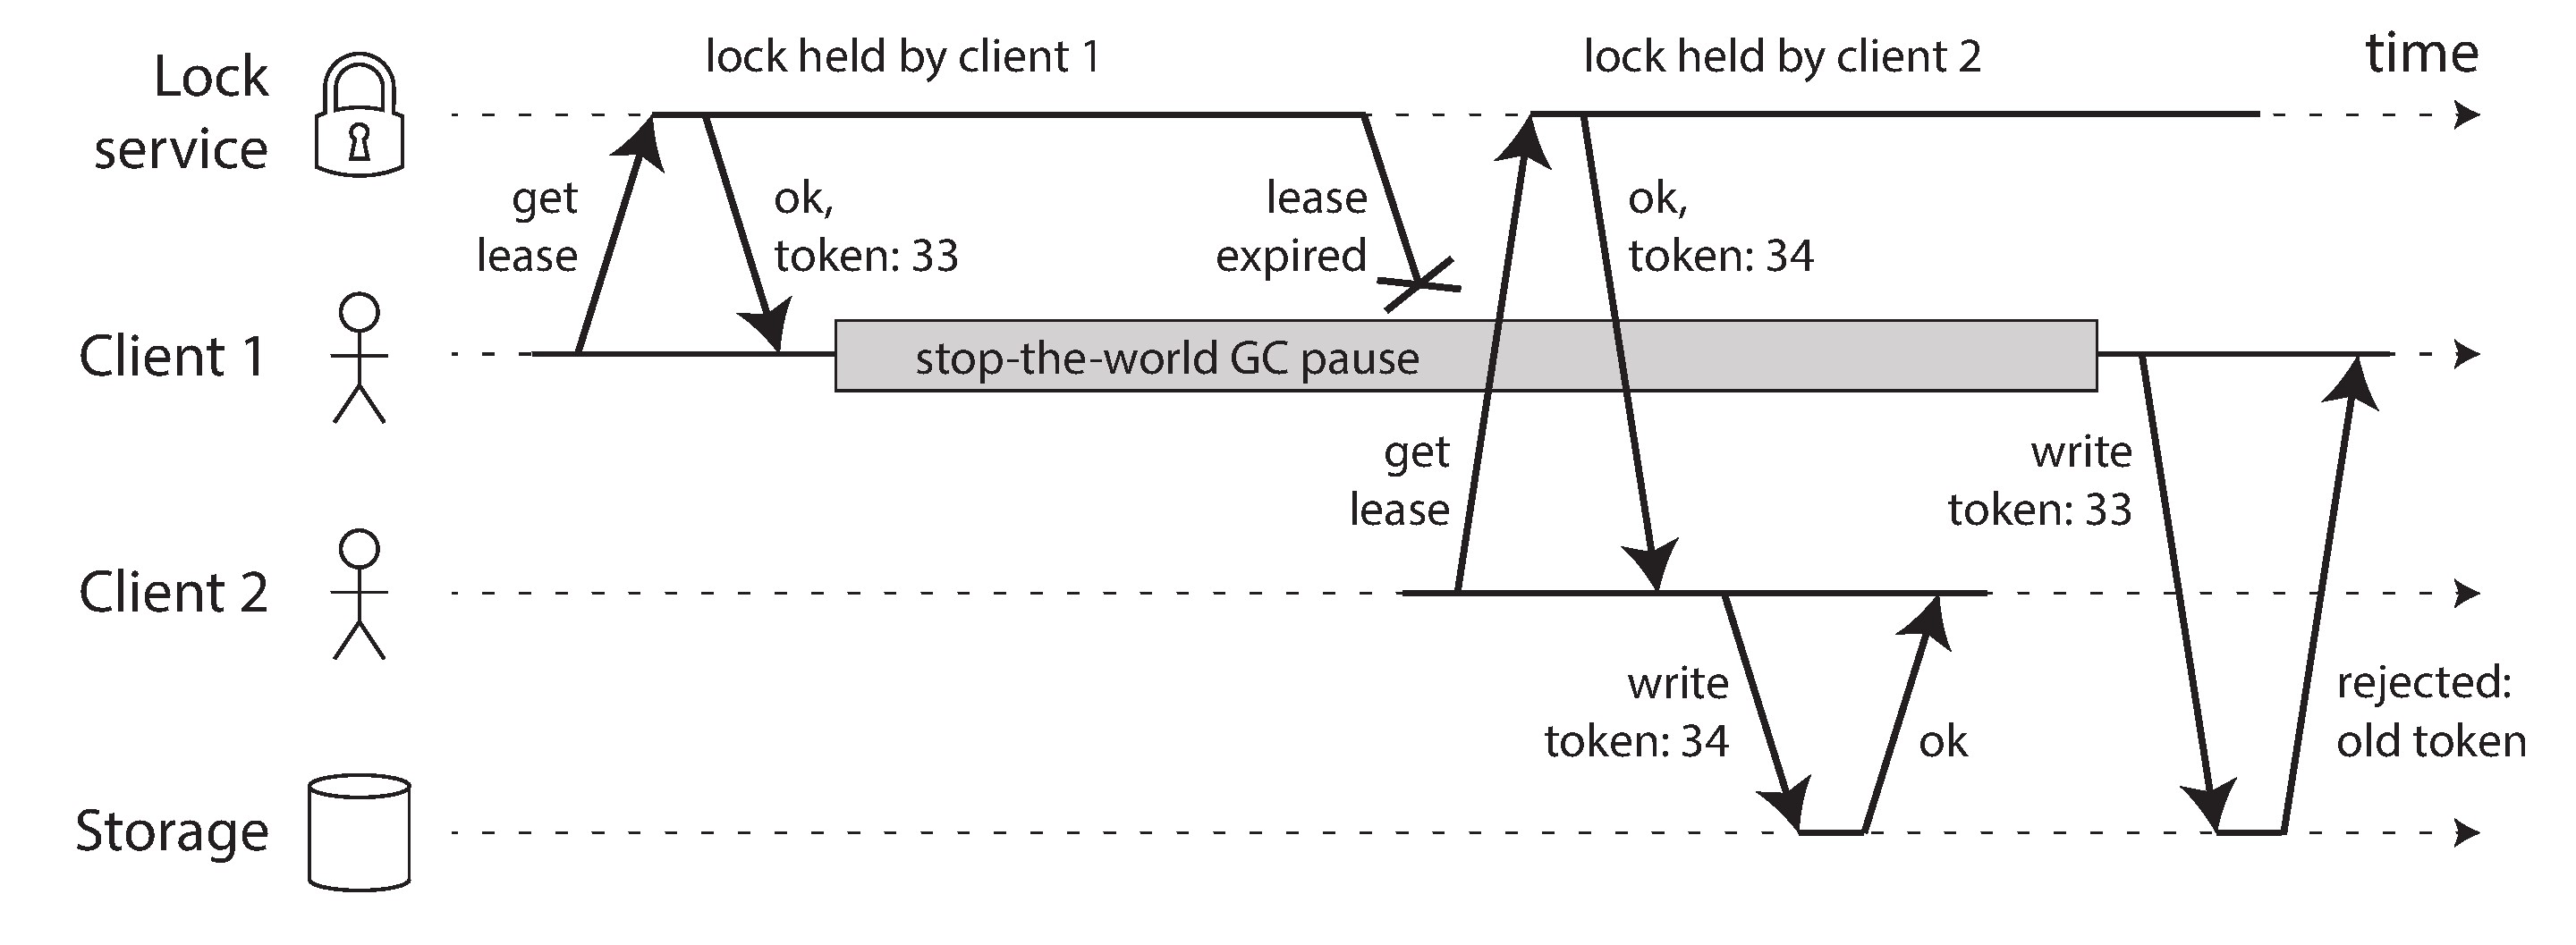 lock held by client 1
lock held by client 2
time
Lock
service
get
lease
ok,
token: 33
lease
expired
ok,
token: 34
Client 1
stop-the-world GC pause
get
lease
write
token: 33
Client 2
write
token: 34
ok
rejected:
old token
Storage